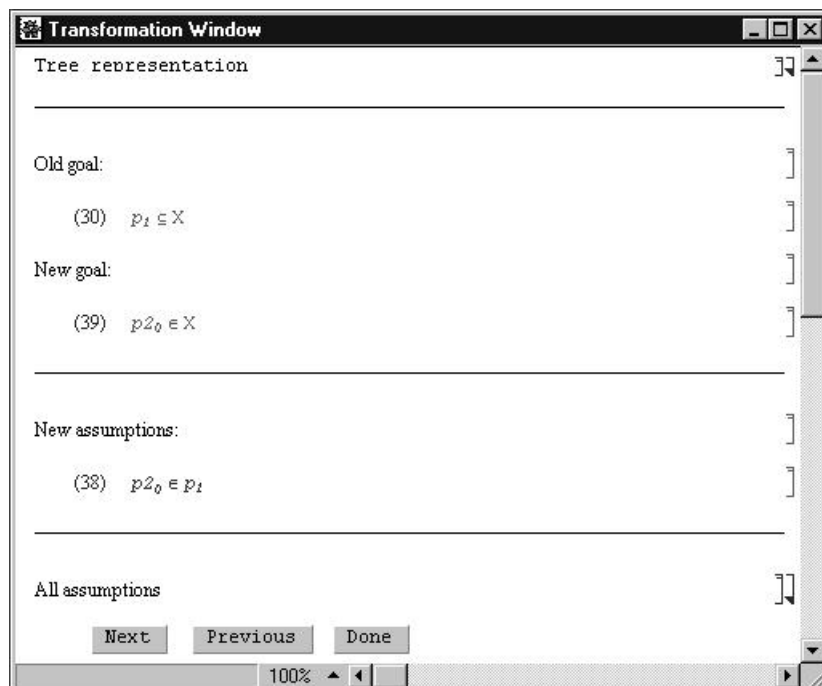 Transformation Window
Tree representation
Old goal:
(30) p₁ ⊆ X
New goal:
(39) p2₀ ∈ X
New assumptions:
(38) p2₀ ∈ p₁
All assumptions
Next Previous Done
100%